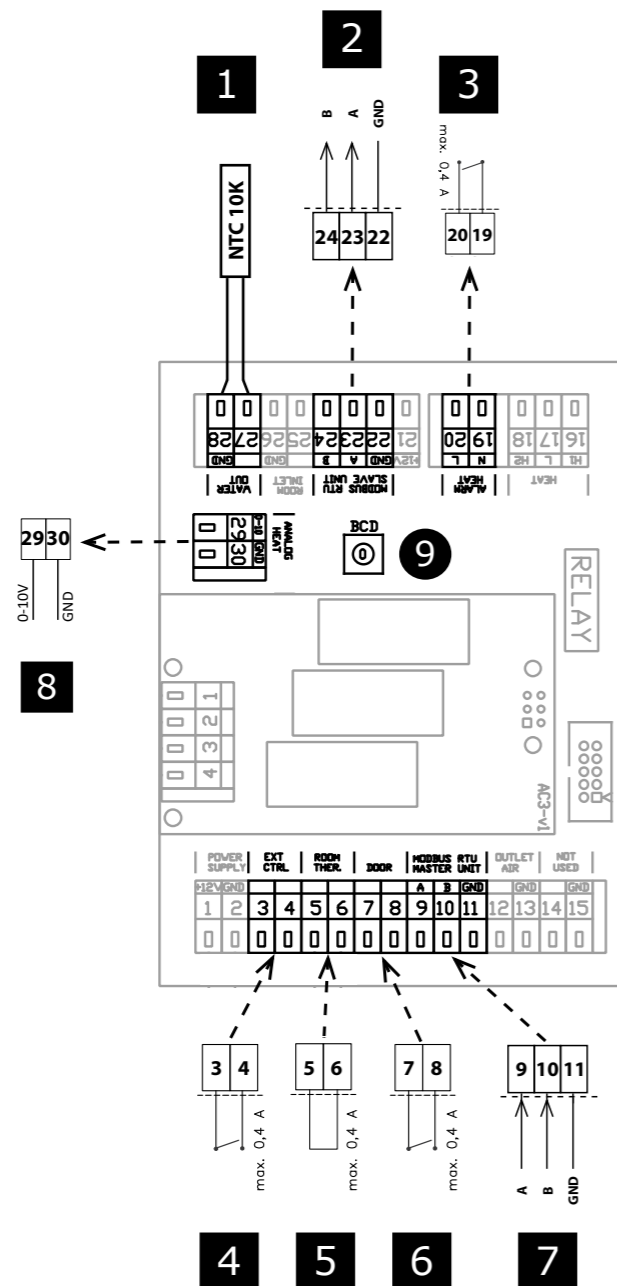 2
1
3
B
A
GND
max. 0,4 A
NTC 10K
24 23 22
20 19
28 27 26 25 24 23 22 21
20 19 18 17 16
GND
GND
B
A
GND
+12V
L
N
H2
L
H1
VATER OUT
ROOM INLET
MODBUS RTU
SLAVE UNIT
ALARM HEAT
HEAT
29 30
0-10V
GND
8
29 30
0-10
GND
ANALOG HEAT
BCD
9
RELAY
1
2
3
4
AC3-v1
POWER SUPPLY
EXT CTRL
ROOM THER.
DOOR
MODBUS RTU
MASTER UNIT
OUTLET AIR
NOT USED
+12V GND
A
B
GND
GND
GND
1 2 3 4 5 6 7 8 9 10 11 12 13 14 15
3 4
5 6
7 8
9 10 11
max. 0,4 A
max. 0,4 A
max. 0,4 A
A
B
GND
4
5
6
7